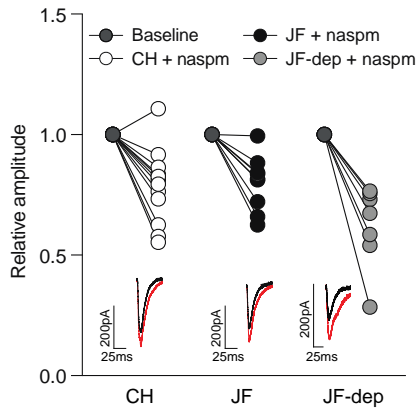 1.5
Baseline
JF + naspm
CH + naspm
JF-dep + naspm
1.0
Relative amplitude
0.5
200pA
25ms
200pA
25ms
200pA
25ms
0.0
CH
JF
JF-dep